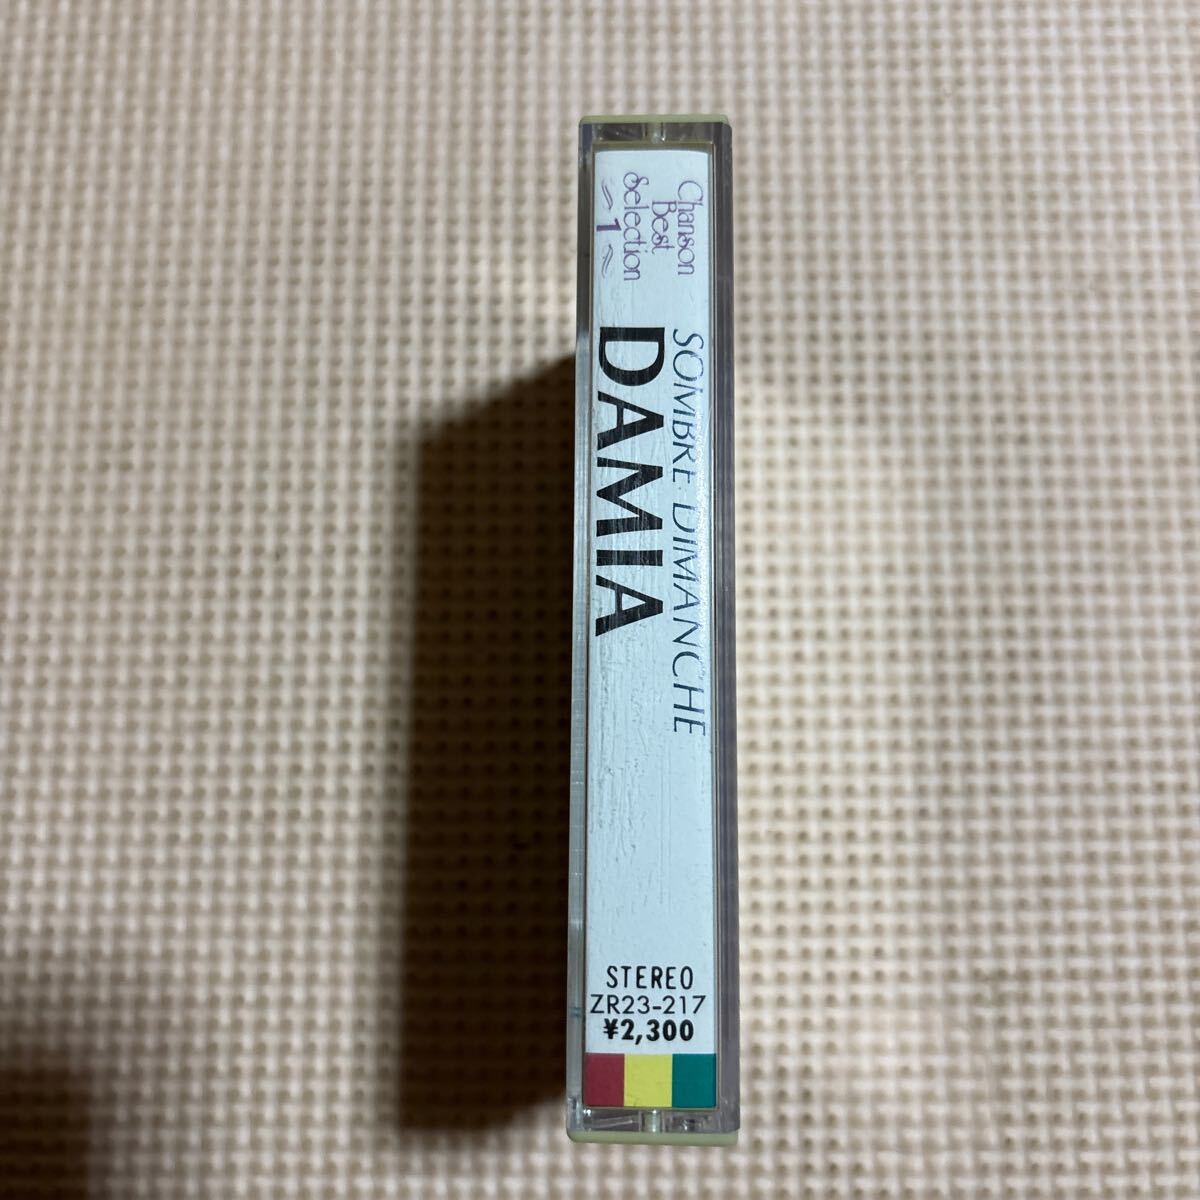 Chanson
Best
Selection
~1~
SOMBRE DIMANCHE
DAMIA
STEREO
ZR23-217
¥2,300